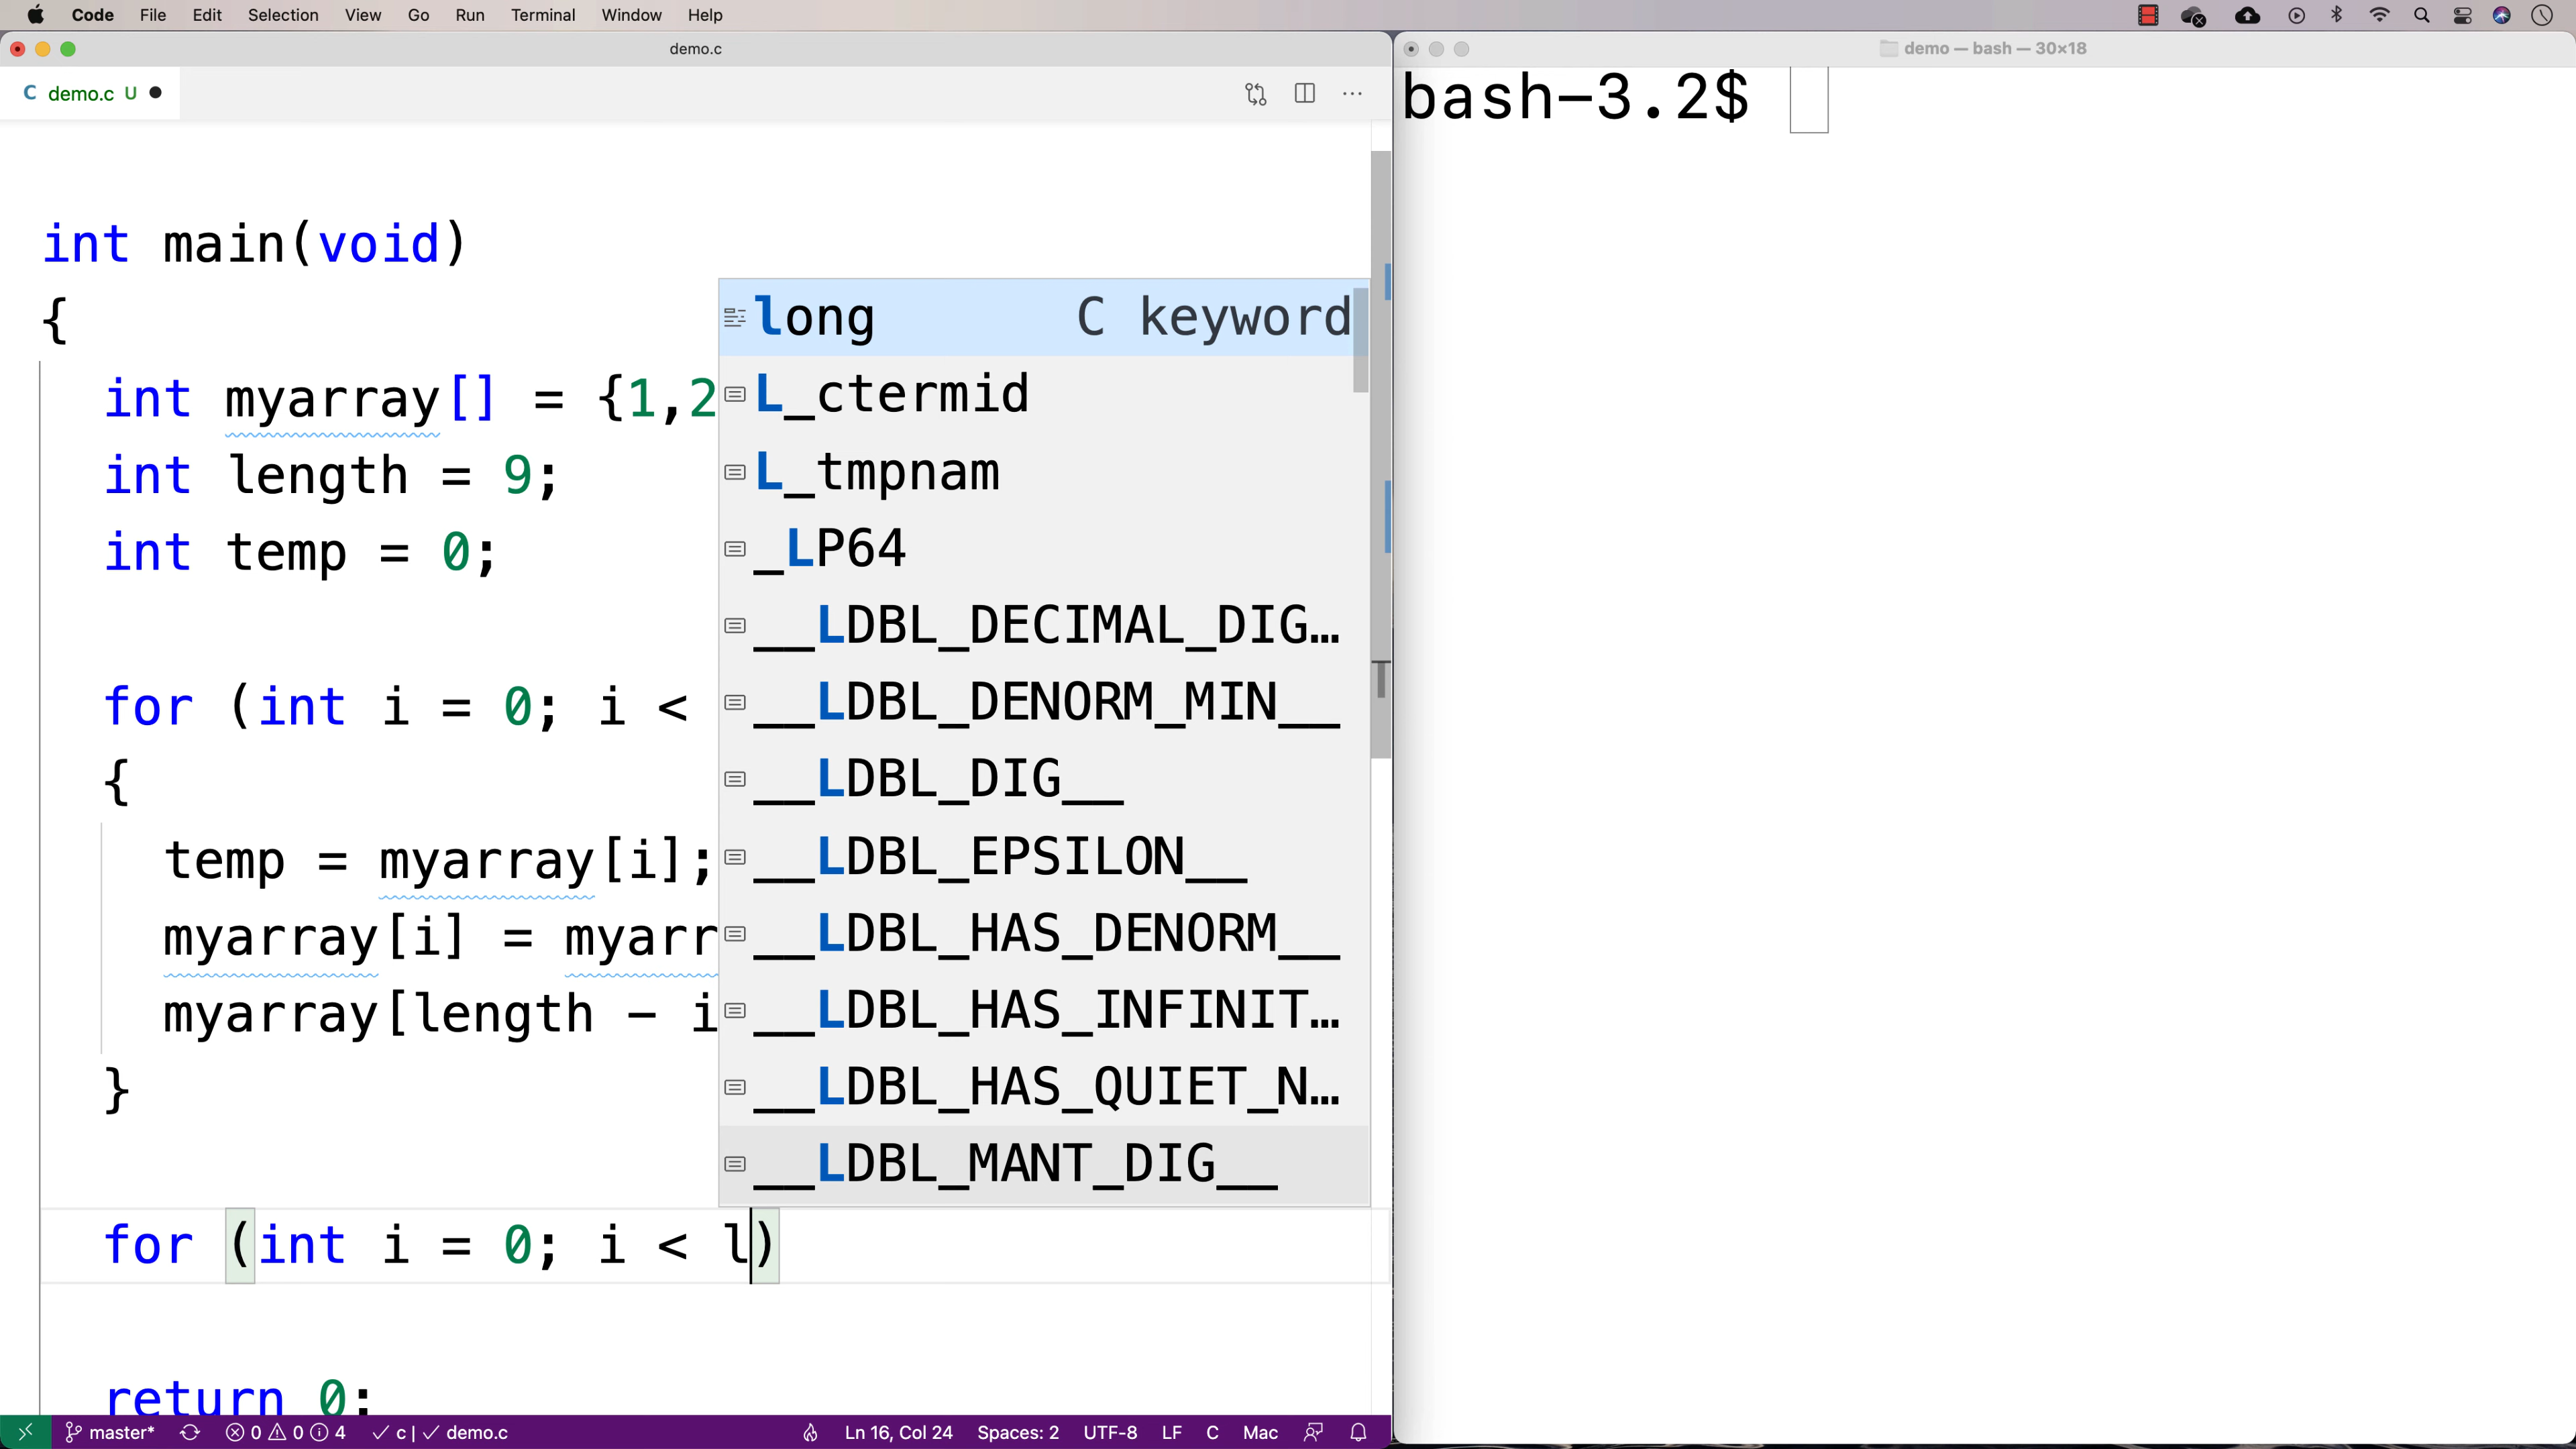 Code File Edit Selection View Go Run Terminal Window Help
demo.c
demo — bash — 30×18
C demo.c U
bash-3.2$
int main(void)
{
int myarray[] = {1,2
int length = 9;
int temp = 0;
for (int i = 0; i <
{
temp = myarray[i];
myarray[i] = myarr
myarray[length - i
}
for (int i = 0; i < l)
return 0;
long C keyword
L_ctermid
L_tmpnam
_LP64
__LDBL_DECIMAL_DIG…
__LDBL_DENORM_MIN__
__LDBL_DIG__
__LDBL_EPSILON__
__LDBL_HAS_DENORM__
__LDBL_HAS_INFINIT…
__LDBL_HAS_QUIET_N…
__LDBL_MANT_DIG__
master* 0 0 4 c | demo.c Ln 16, Col 24 Spaces: 2 UTF-8 LF C Mac